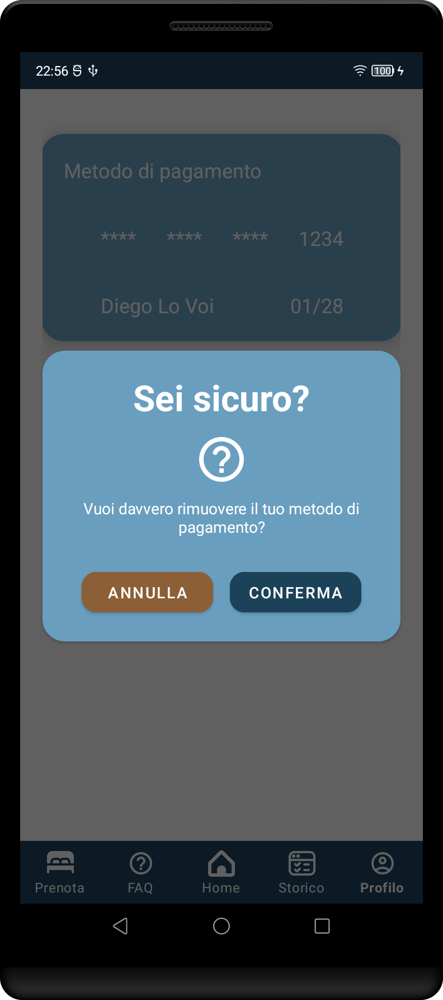 22:56
100
Metodo di pagamento
**** **** **** 1234
Diego Lo Voi 01/28
Sei sicuro?
Vuoi davvero rimuovere il tuo metodo di
pagamento?
ANNULLA CONFERMA
Prenota FAQ Home Storico Profilo